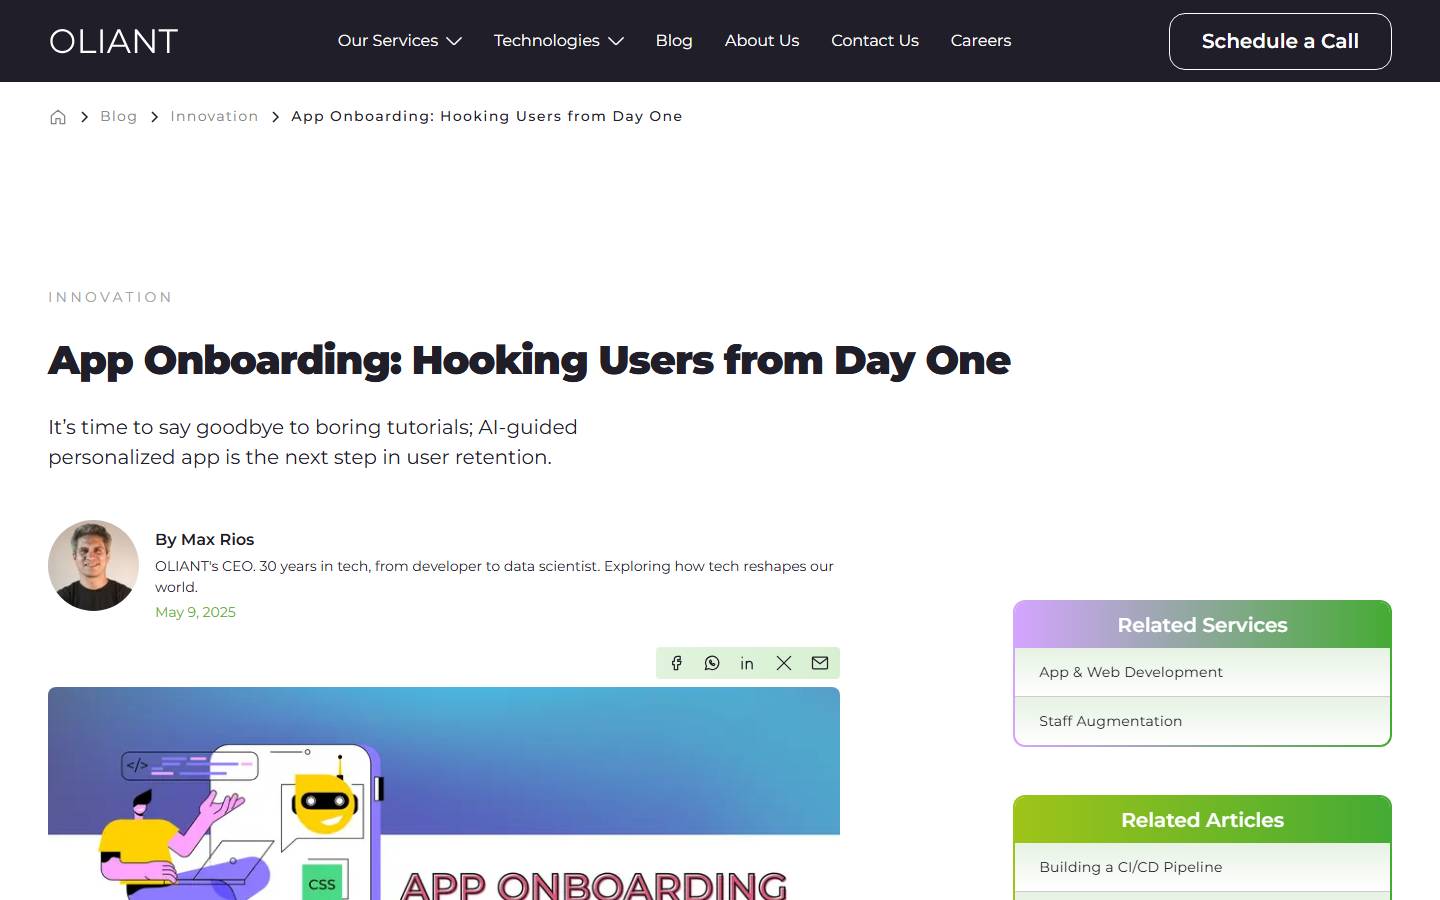 OLIANT
Our Services
Technologies
Blog
About Us
Contact Us
Careers
Schedule a Call
Blog
Innovation
App Onboarding: Hooking Users from Day One
INNOVATION
App Onboarding: Hooking Users from Day One
It’s time to say goodbye to boring tutorials; AI-guided
personalized app is the next step in user retention.
By Max Rios
OLIANT's CEO. 30 years in tech, from developer to data scientist. Exploring how tech reshapes our
world.
May 9, 2025
</>
CSS
APP ONBOARDING
Related Services
App & Web Development
Staff Augmentation
Related Articles
Building a CI/CD Pipeline